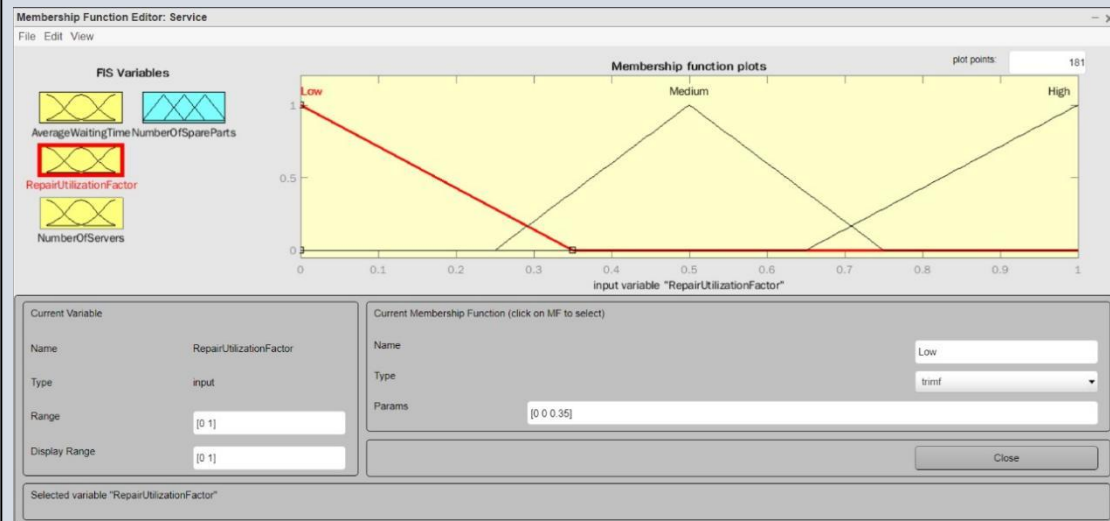 Membership Function Editor: Service
File Edit View
FIS Variables
AverageWaitingTime NumberOfSpareParts
RepairUtilizationFactor
NumberOfServers
Membership function plots
plot points: 181
Low Medium High
1
0.5
0
0 0.1 0.2 0.3 0.4 0.5 0.6 0.7 0.8 0.9 1
input variable "RepairUtilizationFactor"
Current Variable
Name RepairUtilizationFactor
Type input
Range [0 1]
Display Range [0 1]
Current Membership Function (click on MF to select)
Name Low
Type trimf
Params [0 0 0.35]
Close
Selected variable "RepairUtilizationFactor"